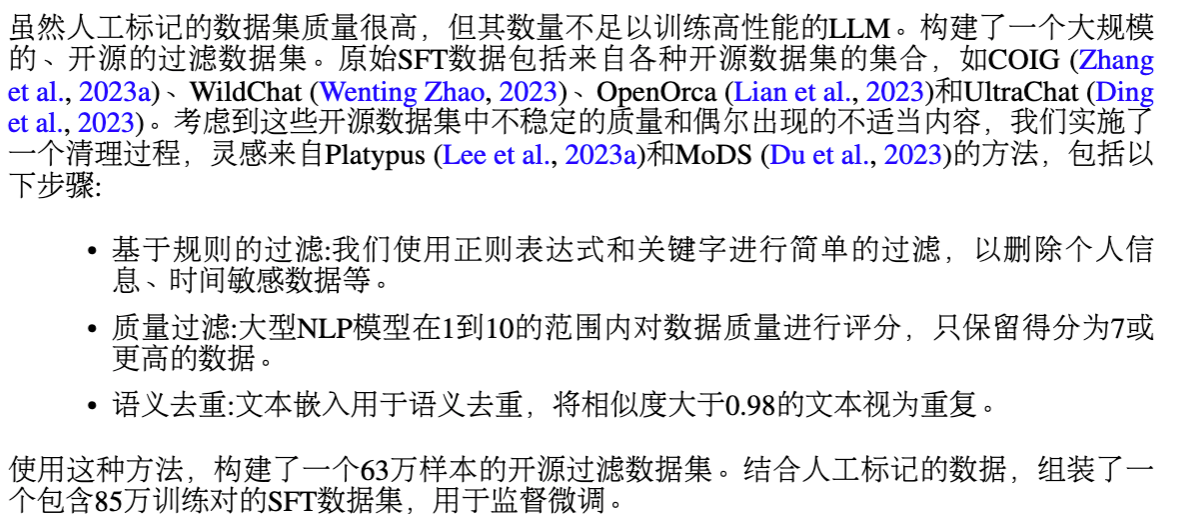 虽然人工标记的数据集质量很高，但其数量不足以训练高性能的LLM。构建了一个大规模
的、开源的过滤数据集。原始SFT数据包括来自各种开源数据集的集合，如COIG (Zhang
et al., 2023a)、WildChat (Wenting Zhao, 2023)、OpenOrca (Lian et al., 2023)和UltraChat (Ding
et al., 2023)。考虑到这些开源数据集中不稳定的质量和偶尔出现的不适当内容，我们实施了
一个清理过程，灵感来自Platypus (Lee et al., 2023a)和MoDS (Du et al., 2023)的方法，包括以
下步骤:
• 基于规则的过滤:我们使用正则表达式和关键字进行简单的过滤，以删除个人信
息、时间敏感数据等。
• 质量过滤:大型NLP模型在1到10的范围内对数据质量进行评分，只保留得分为7或
更高的数据。
• 语义去重:文本嵌入用于语义去重，将相似度大于0.98的文本视为重复。
使用这种方法，构建了一个63万样本的开源过滤数据集。结合人工标记的数据，组装了一
个包含85万训练对的SFT数据集，用于监督微调。